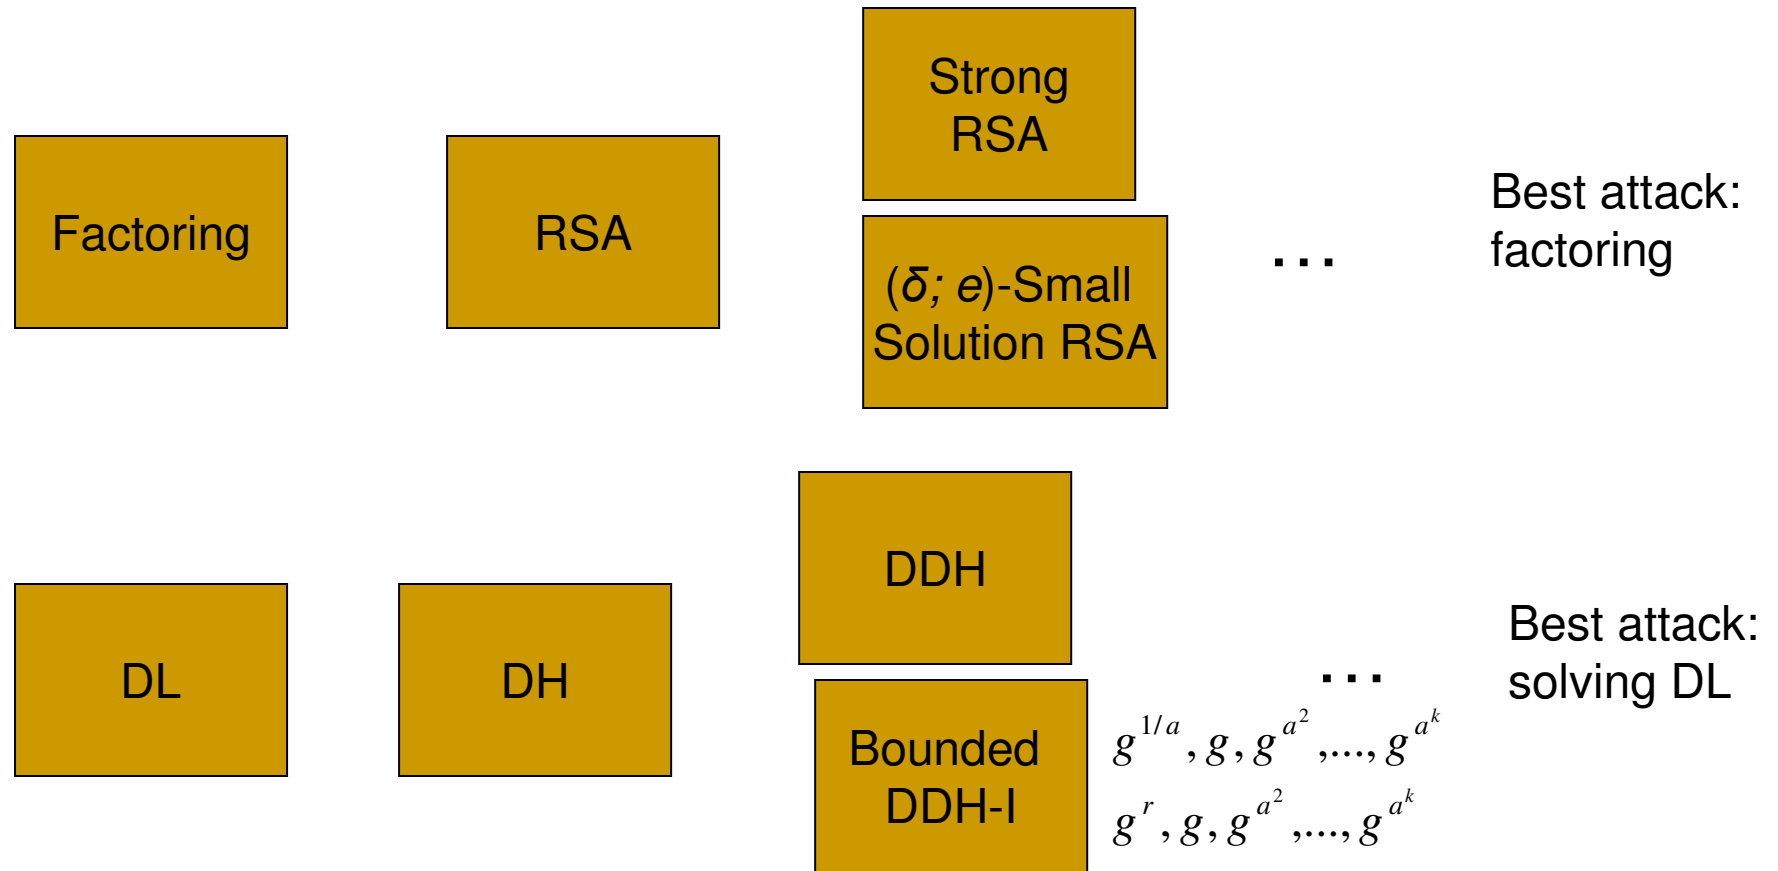 Strong
RSA
Factoring
RSA
(δ; e)-Small
Solution RSA
...
Best attack:
factoring
DDH
DL
DH
...
Best attack:
solving DL
Bounded
DDH-I
g^{1/a}, g, g^{a^2},..., g^{a^k}
g^r, g, g^{a^2},..., g^{a^k}